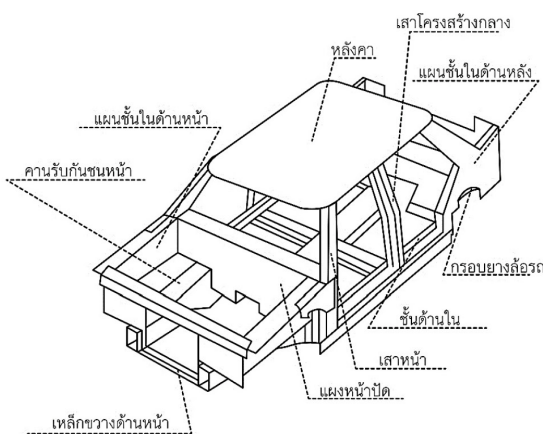 เสาโครงสร้างกลาง
หลังคา
แผนชั้นในด้านหลัง
แผนชั้นในด้านหน้า
คานรับกันชนหน้า
กรอบยางล้อรถ
ชั้นด้านใน
เสาหน้า
แผงหน้าปัด
เหล็กขวางด้านหน้า